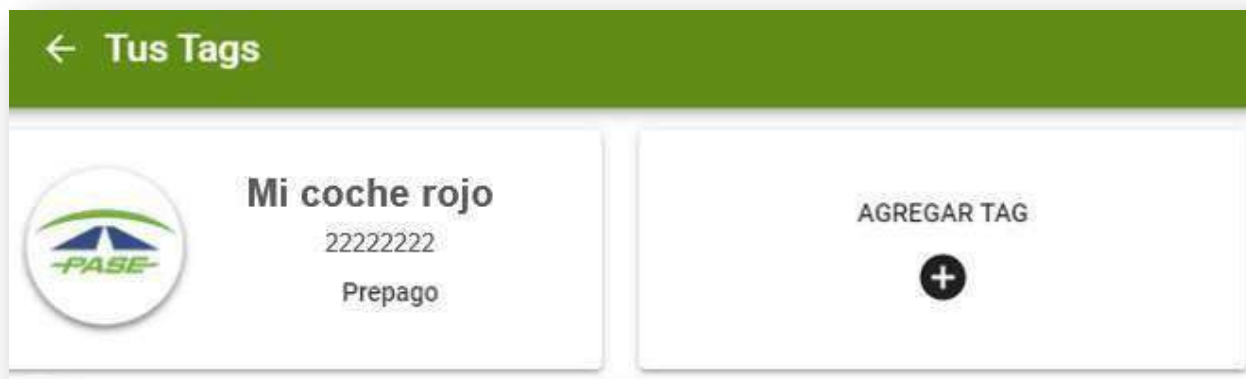 ← Tus Tags
Mi coche rojo
22222222
Prepago
-PASE-
AGREGAR TAG